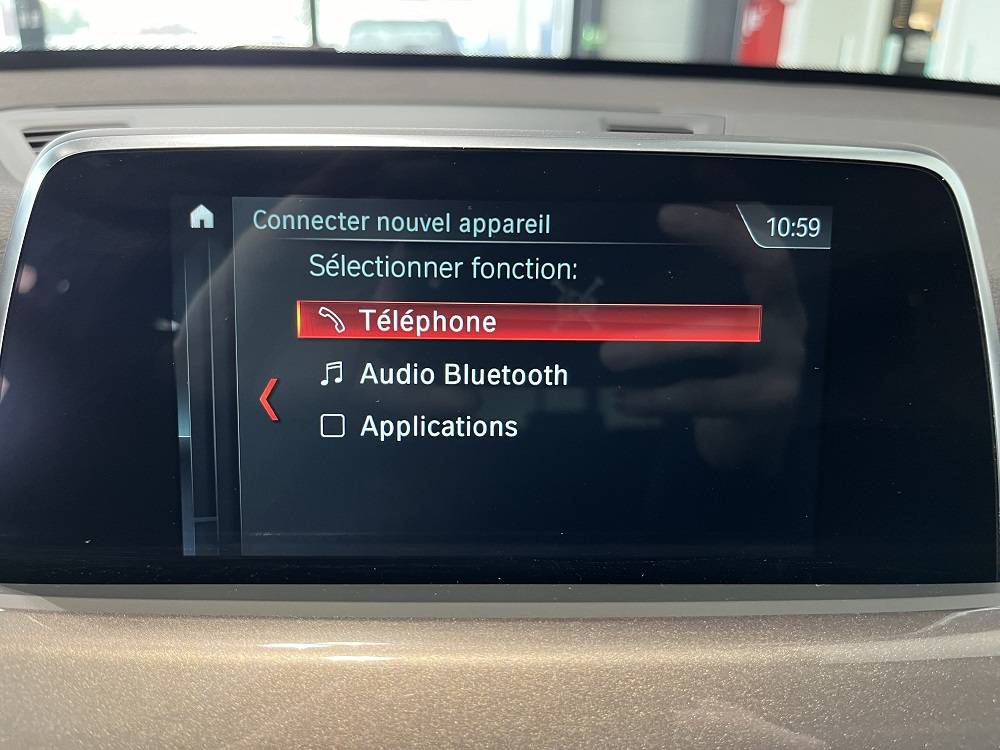 Connecter nouvel appareil
10:59
Sélectionner fonction:
Téléphone
Audio Bluetooth
Applications